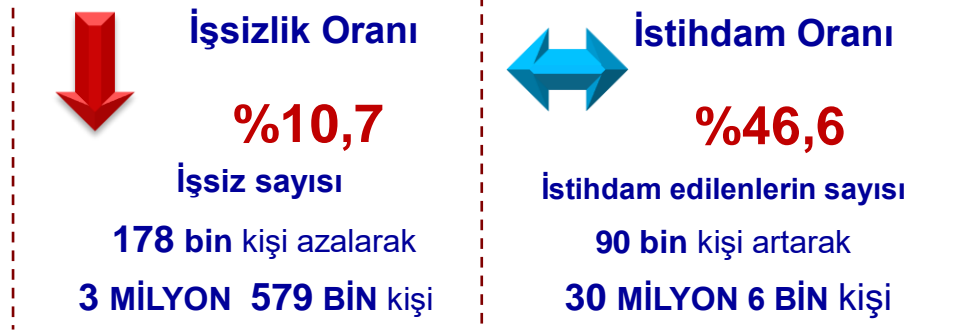 İşsizlik Oranı
%10,7
İşsiz sayısı
178 bin kişi azalarak
3 MİLYON 579 BİN kişi
İstihdam Oranı
%46,6
İstihdam edilenlerin sayısı
90 bin kişi artarak
30 MİLYON 6 BİN kişi